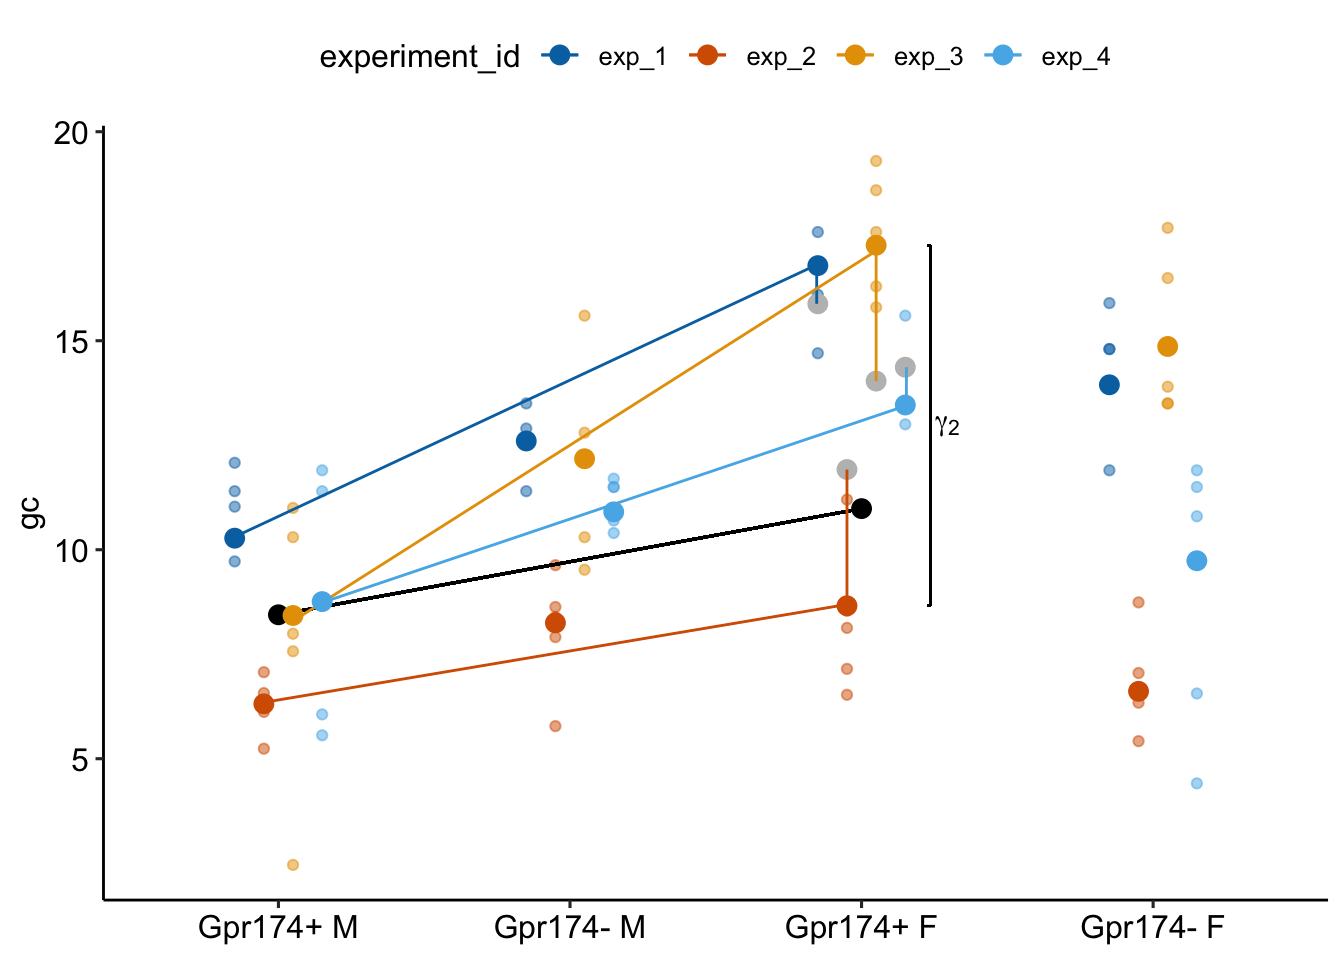 experiment_id exp_1 exp_2 exp_3 exp_4
20
15
10
5
gc
γ2
Gpr174+ M Gpr174- M Gpr174+ F Gpr174- F